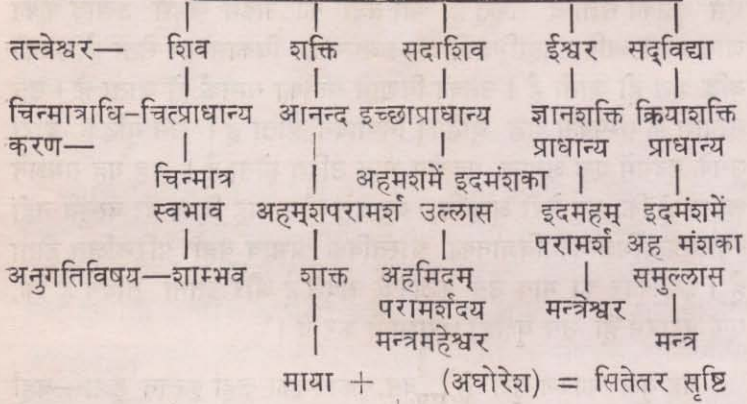 तत्त्वेश्वर— शिव शक्ति सदाशिव ईश्वर सद्विद्या
चिन्मात्राधि-चित्प्राधान्य आनन्द इच्छाप्राधान्य ज्ञानशक्ति क्रियाशक्ति
करण— प्राधान्य प्राधान्य
चिन्मात्र अहमशमें इदमंशका
स्वभाव अहमृशपरामर्श उल्लास इदमहम् इदमंशमें
परामर्श अह मंशका
अनुगतिविषय—शाम्भव शाक्त अहमिदम् समुल्लास
परामर्शदय मन्त्रेश्वर
मन्त्रमहेश्वर मन्त्र
माया + (अघोरेश) = सितेतर सृष्टि